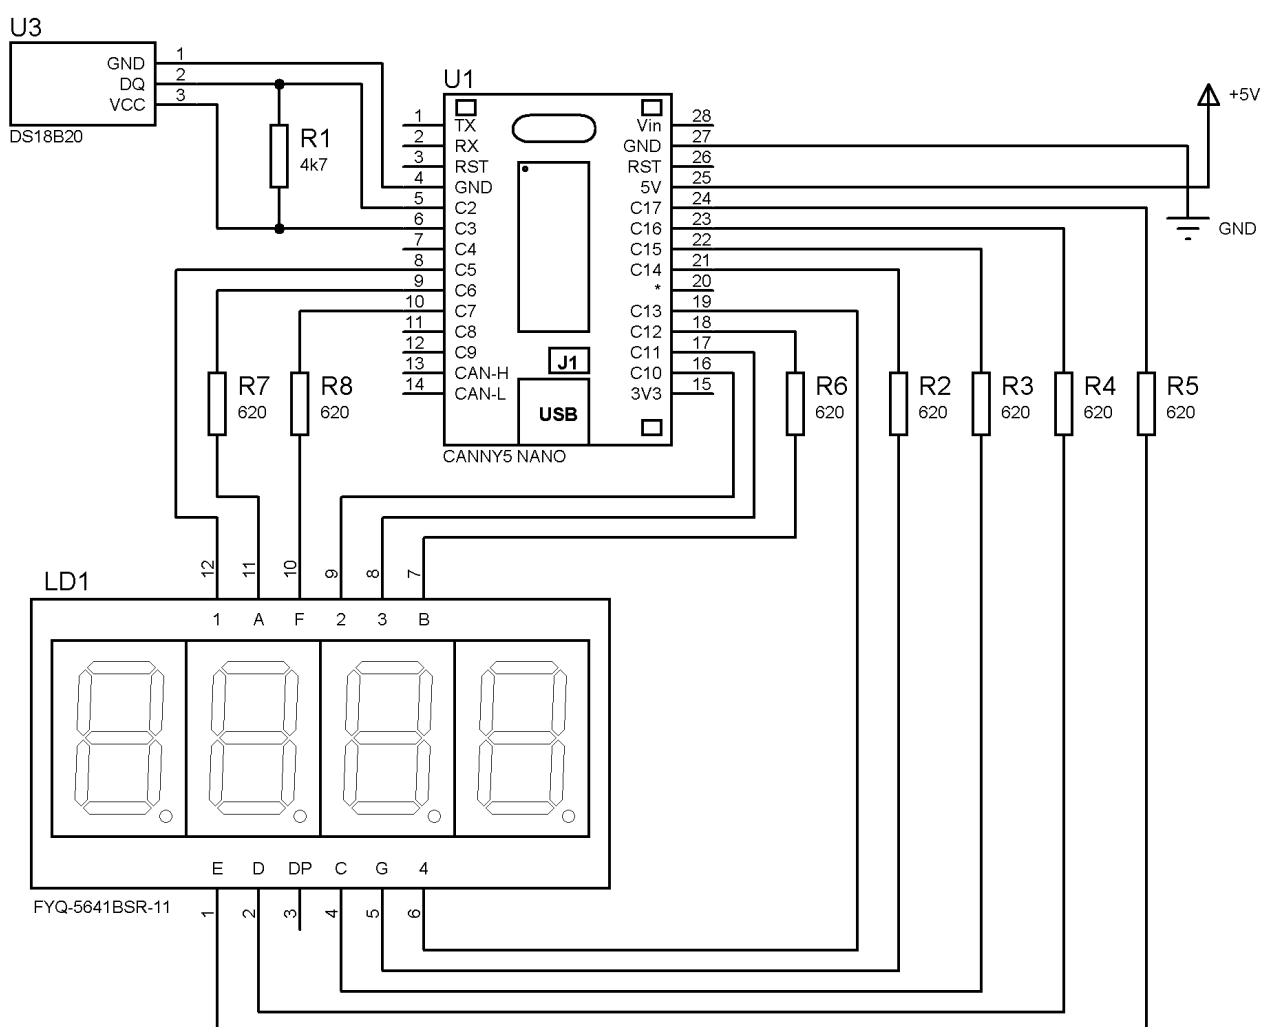 U3
GND 1
DQ 2
VCC 3
DS18B20
R1
4k7
U1
1 TX
2 RX
3 RST
4 GND
5 C2
6 C3
7 C4
8 C5
9 C6
10 C7
11 C8
12 C9
13 CAN-H
14 CAN-L
Vin 28
GND 27
RST 26
5V 25
C17 24
C16 23
C15 22
C14 21
* 20
C13 19
C12 18
C11 17
C10 16
3V3 15
J1
USB
CANNY5 NANO
+5V
GND
R7
620
R8
620
R6
620
R2
620
R3
620
R4
620
R5
620
LD1
12 11 10 9 8 7
1 A F 2 3 B
E D DP C G 4
1 2 3 4 5 6
FYQ-5641BSR-11